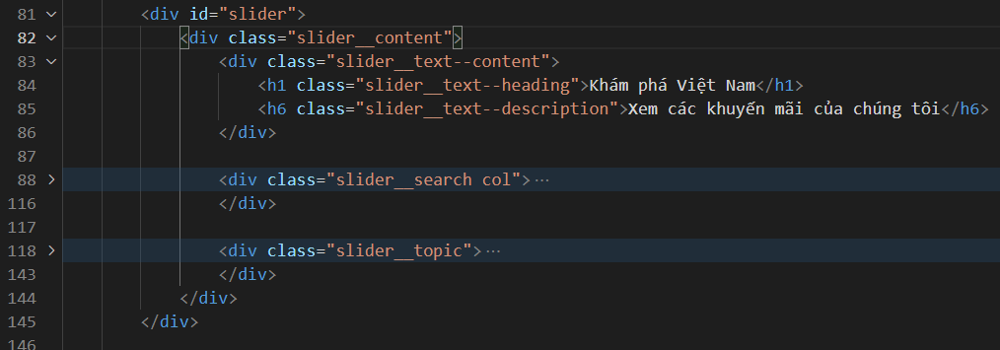 81 <div id="slider">
82 <div class="slider__content">
83 <div class="slider__text--content">
84 <h1 class="slider__text--heading">Khám phá Việt Nam</h1>
85 <h6 class="slider__text--description">Xem các khuyến mãi của chúng tôi</h6>
86 </div>
87
88 <div class="slider__search col">…
116 </div>
117
118 <div class="slider__topic">…
143 </div>
144 </div>
145 </div>
146